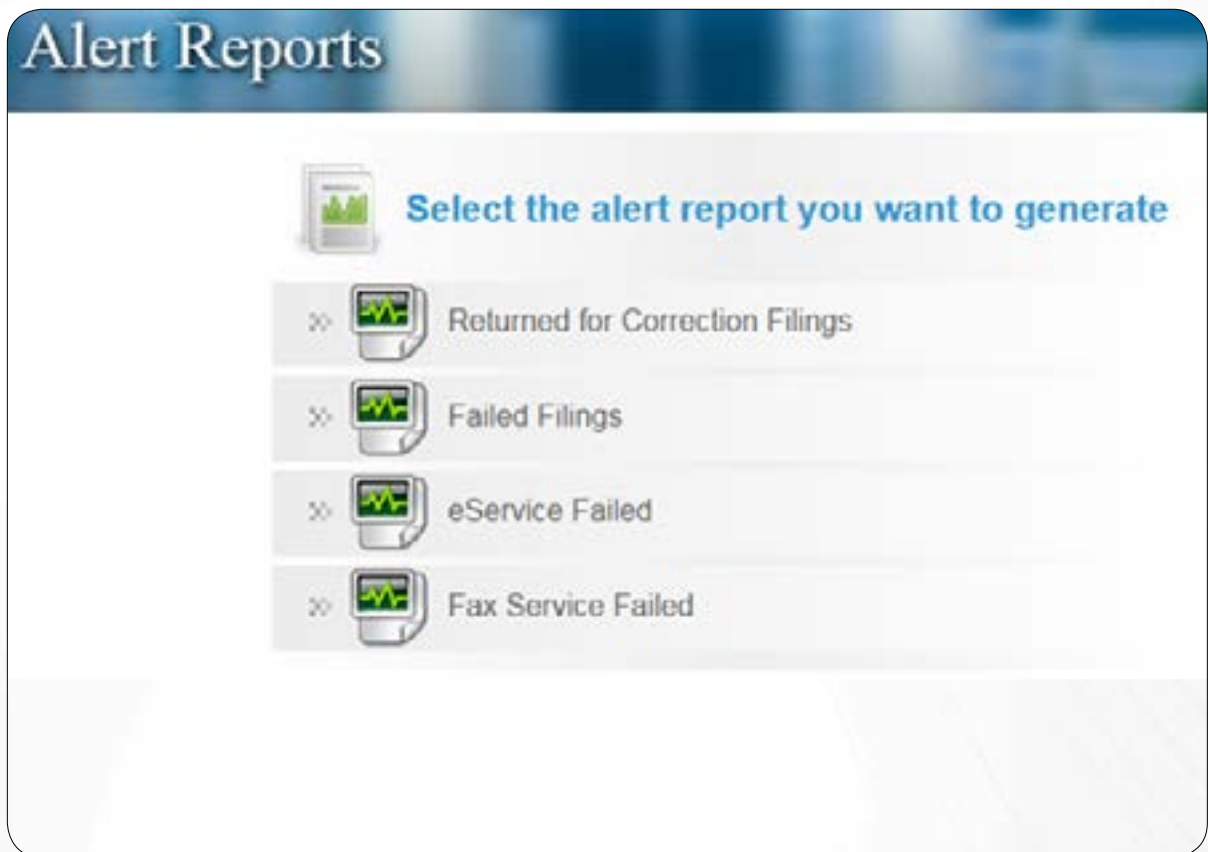 Alert Reports
Select the alert report you want to generate
Returned for Correction Filings
Failed Filings
eService Failed
Fax Service Failed